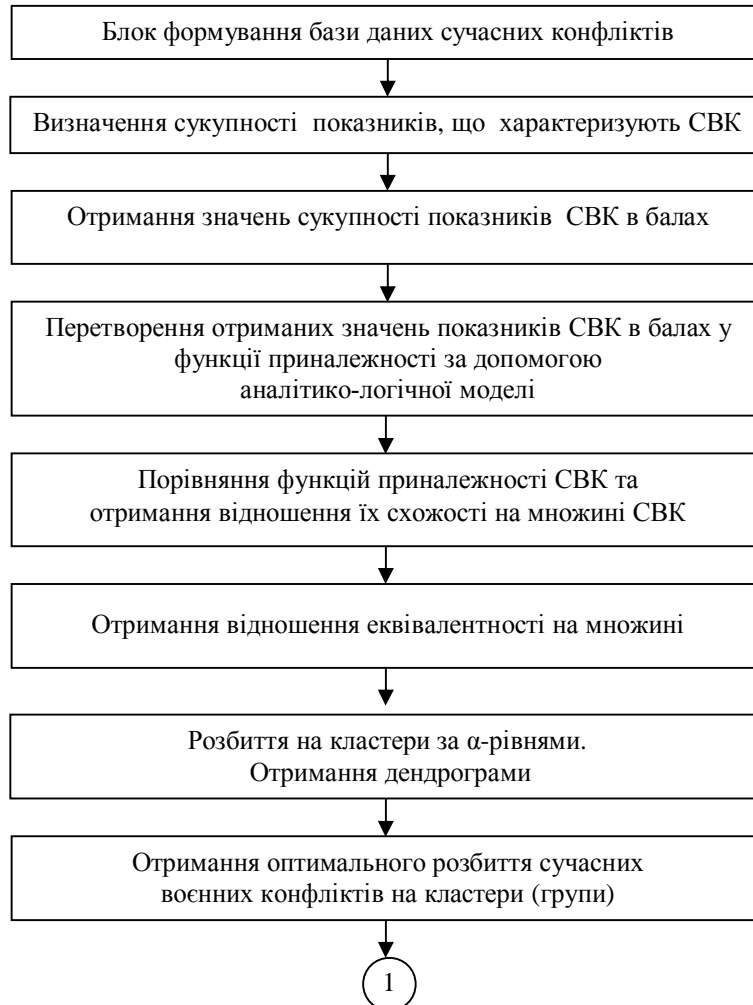 Блок формування бази даних сучасних конфліктів
Визначення сукупності показників, що характеризують СВК
Отримання значень сукупності показників СВК в балах
Перетворення отриманих значень показників СВК в балах у
функції приналежності за допомогою
аналітико-логічної моделі
Порівняння функцій приналежності СВК та
отримання відношення їх схожості на множині СВК
Отримання відношення еквівалентності на множині
Розбиття на кластери за α-рівнями.
Отримання дендрограми
Отримання оптимального розбиття сучасних
воєнних конфліктів на кластери (групи)
1